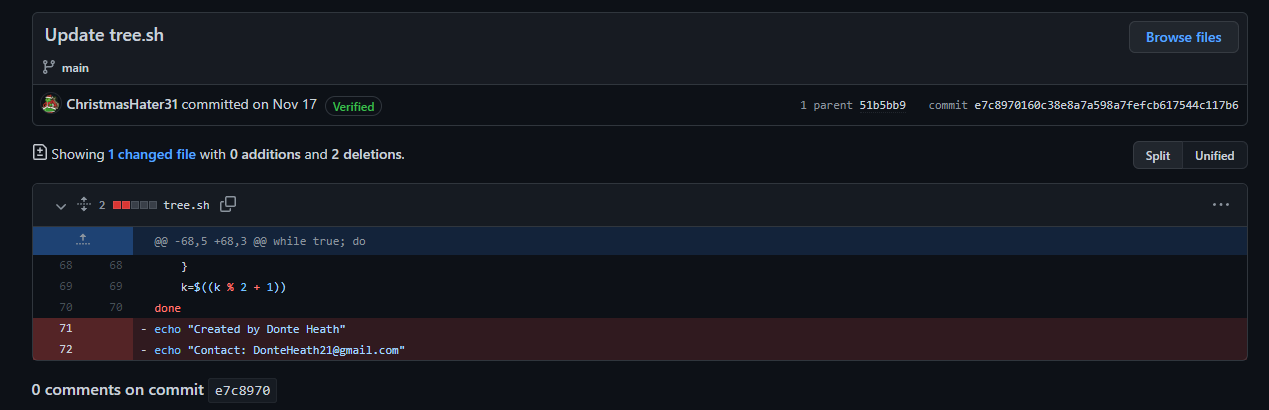 Update tree.sh
Browse files
main
ChristmasHater31 committed on Nov 17 Verified 1 parent 51b5bb9 commit e7c8970160c38e8a7a598a7fefcb617544c117b6
Showing 1 changed file with 0 additions and 2 deletions.
Split Unified
2 tree.sh
@@ -68,5 +68,3 @@ while true; do
68 68 }
69 69 k=$((k % 2 + 1))
70 70 done
71 - echo "Created by Donte Heath"
72 - echo "Contact: DonteHeath21@gmail.com"
0 comments on commit e7c8970